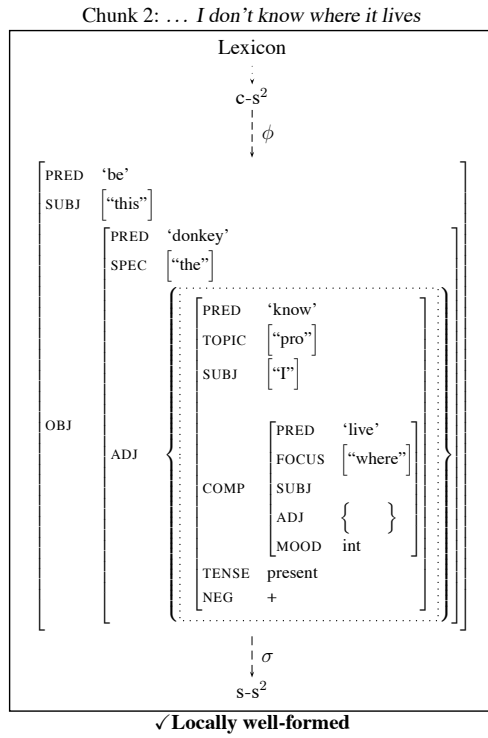 Chunk 2: … I don't know where it lives
Lexicon
c-s²
ϕ
PRED ‘be’
SUBJ [“this”]
PRED ‘donkey’
SPEC [“the”]
PRED ‘know’
TOPIC [“pro”]
SUBJ [“I”]
OBJ
ADJ
COMP
PRED ‘live’
FOCUS [“where”]
SUBJ
ADJ { }
MOOD int
TENSE present
NEG +
σ
s-s²
✓Locally well-formed